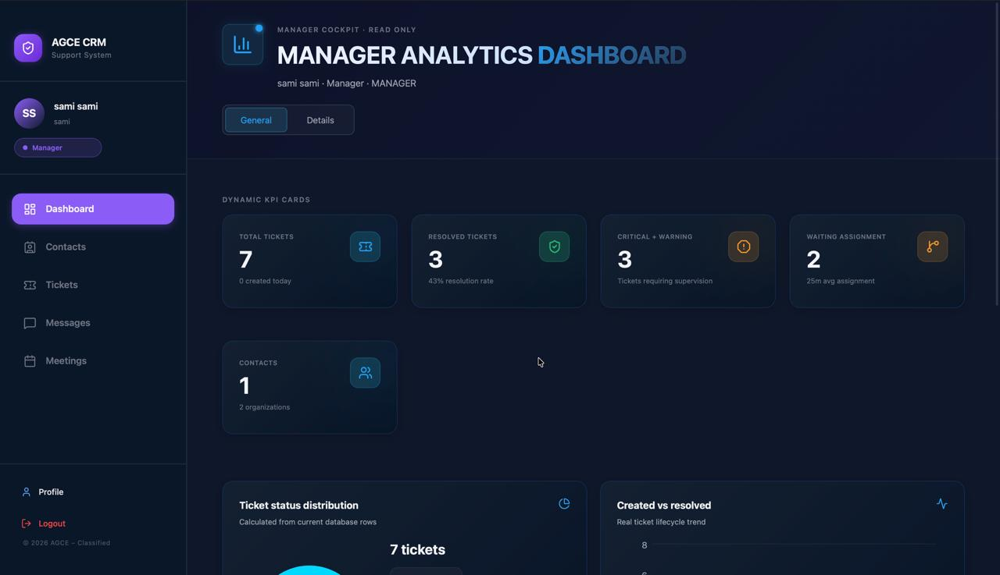 AGCE CRM
Support System
SS
sami sami
sami
Manager
Dashboard
Contacts
Tickets
Messages
Meetings
Profile
Logout
© 2026 AGCE – Classified
MANAGER COCKPIT · READ ONLY
MANAGER ANALYTICS DASHBOARD
sami sami · Manager · MANAGER
General
Details
DYNAMIC KPI CARDS
TOTAL TICKETS
7
0 created today
RESOLVED TICKETS
3
43% resolution rate
CRITICAL + WARNING
3
Tickets requiring supervision
WAITING ASSIGNMENT
2
25m avg assignment
CONTACTS
1
2 organizations
Ticket status distribution
Calculated from current database rows
7 tickets
Created vs resolved
Real ticket lifecycle trend
8